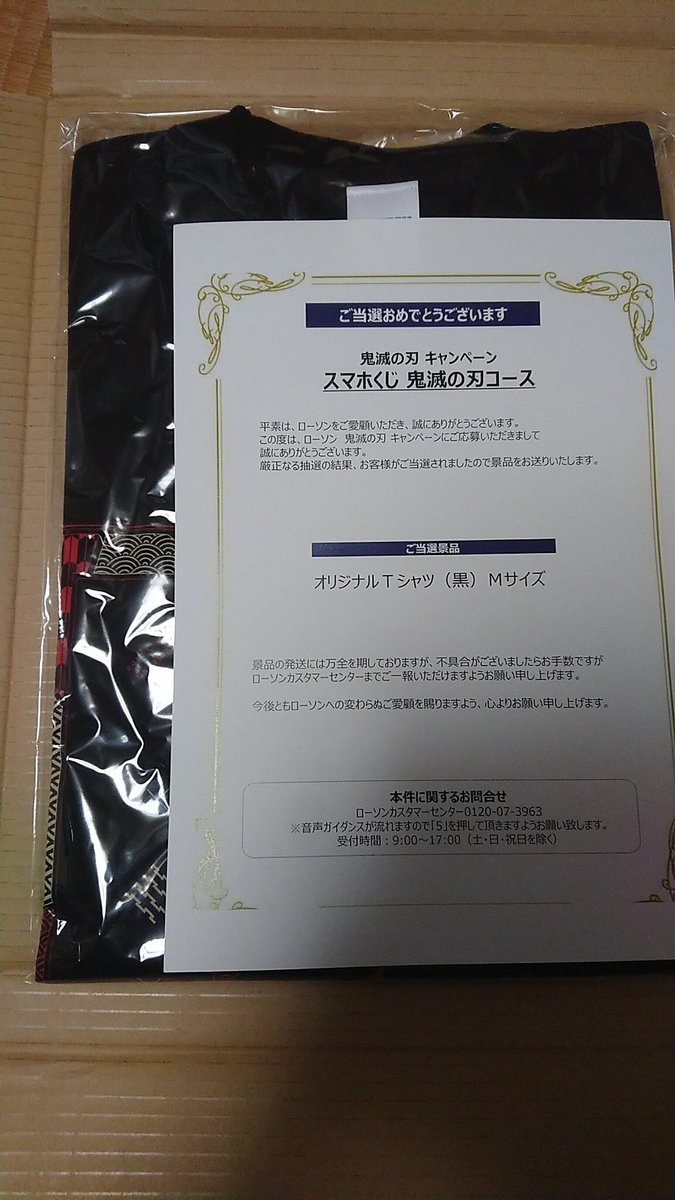 ご当選おめでとうございます
鬼滅の刃 キャンペーン
スマホくじ 鬼滅の刃コース
平素は、ローソンをご愛顧いただき、誠にありがとうございます。
この度は、ローソン 鬼滅の刃 キャンペーンにご応募いただきまして
誠にありがとうございます。
厳正なる抽選の結果、お客様がご当選されましたので景品をお送りいたします。
ご当選景品
オリジナルTシャツ（黒）Mサイズ
景品の発送には万全を期しておりますが、不具合がございましたらお手数ですが
ローソンカスタマーセンターまでご一報いただけますようお願い申し上げます。
今後ともローソンへの変わらぬご愛顧を賜りますよう、心よりお願い申し上げます。
本件に関するお問合せ
ローソンカスタマーセンター0120-07-3963
※音声ガイダンスが流れますので「5」を押して頂きますようお願い致します。
受付時間：9:00～17:00（土・日・祝日を除く）